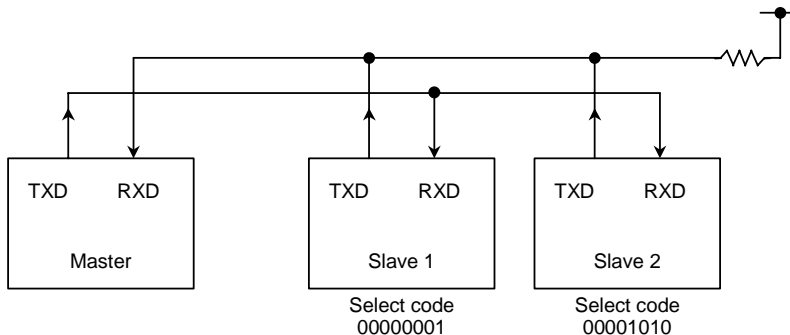 TXD RXD
Master
TXD RXD
Slave 1
Select code
00000001
TXD RXD
Slave 2
Select code
00001010